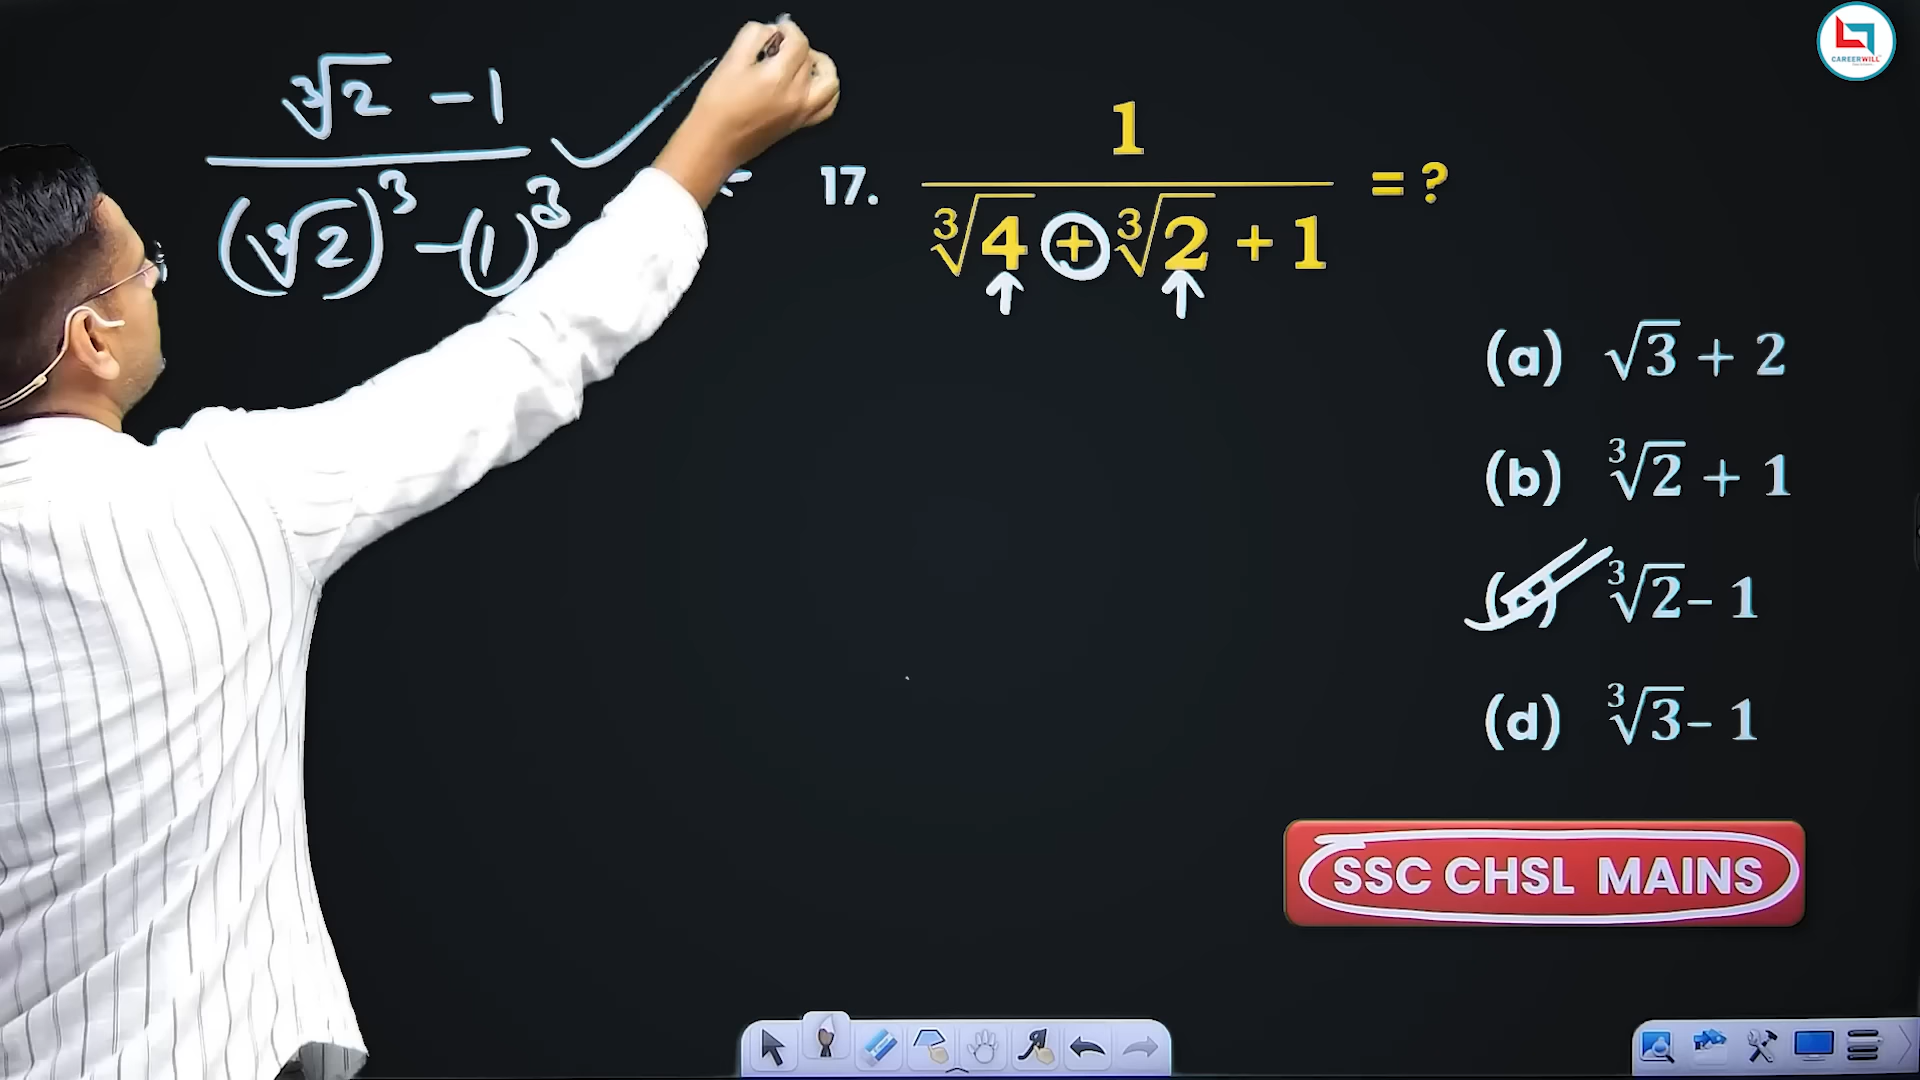 ∛2 - 1
(∛2)³ - (1)³
CAREERWILL
17. 1
∛4 + ∛2 + 1 = ?
(a) √3 + 2
(b) ∛2 + 1
(c) ∛2 - 1
(d) ∛3 - 1
SSC CHSL MAINS